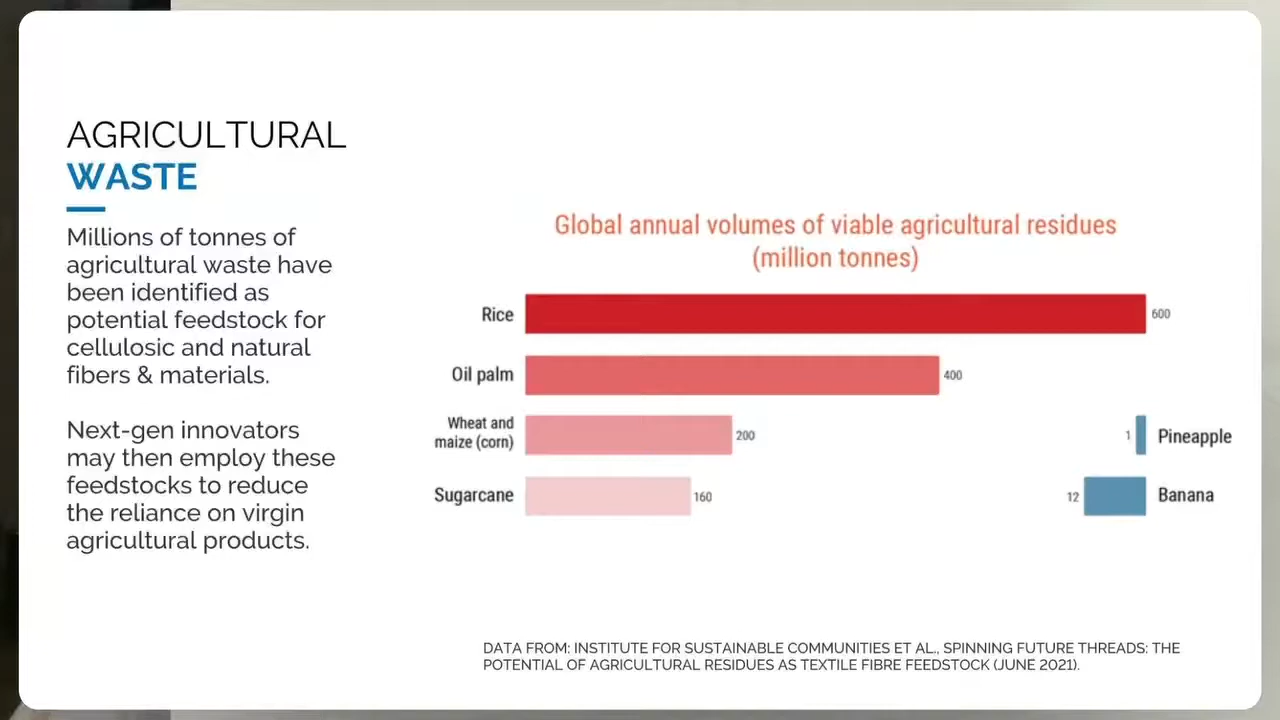 AGRICULTURAL
WASTE
Millions of tonnes of
agricultural waste have
been identified as
potential feedstock for
cellulosic and natural
fibers & materials.
Next-gen innovators
may then employ these
feedstocks to reduce
the reliance on virgin
agricultural products.
Global annual volumes of viable agricultural residues
(million tonnes)
Rice 600
Oil palm 400
Wheat and
maize (corn) 200
1 Pineapple
Sugarcane 160
12 Banana
DATA FROM: INSTITUTE FOR SUSTAINABLE COMMUNITIES ET AL., SPINNING FUTURE THREADS: THE
POTENTIAL OF AGRICULTURAL RESIDUES AS TEXTILE FIBRE FEEDSTOCK (JUNE 2021).